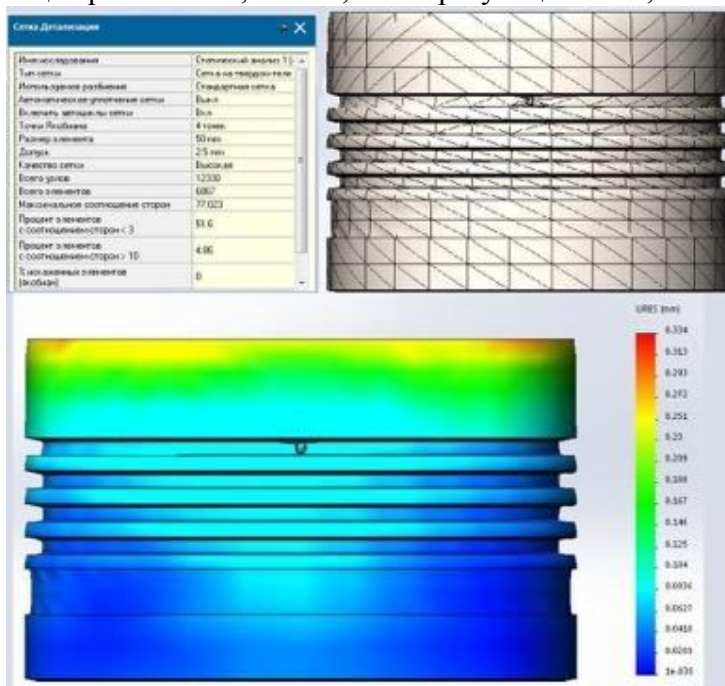 Сетка Детализация
Имя исследования Статический анализ 1 (-
Тип сетки Сетка на твердом теле
Используемое разбиение Стандартная сетка
Автоматическое уплотнение сетки Выкл
Включить автоциклы сетки Вкл
Точки Якобиана 4 точки
Размер элемента 50 mm
Допуск 2.5 mm
Качество сетки Высокая
Всего узлов 12330
Всего элементов 6867
Максимальное соотношение сторон 77.023
Процент элементов
с соотношением сторон < 3 51.6
Процент элементов
с соотношением сторон > 10 4.86
% искаженных элементов
(якобиан) 0
URES (mm)
0.334
0.313
0.293
0.272
0.251
0.23
0.209
0.188
0.167
0.146
0.125
0.104
0.0836
0.0627
0.0418
0.0209
1e-030